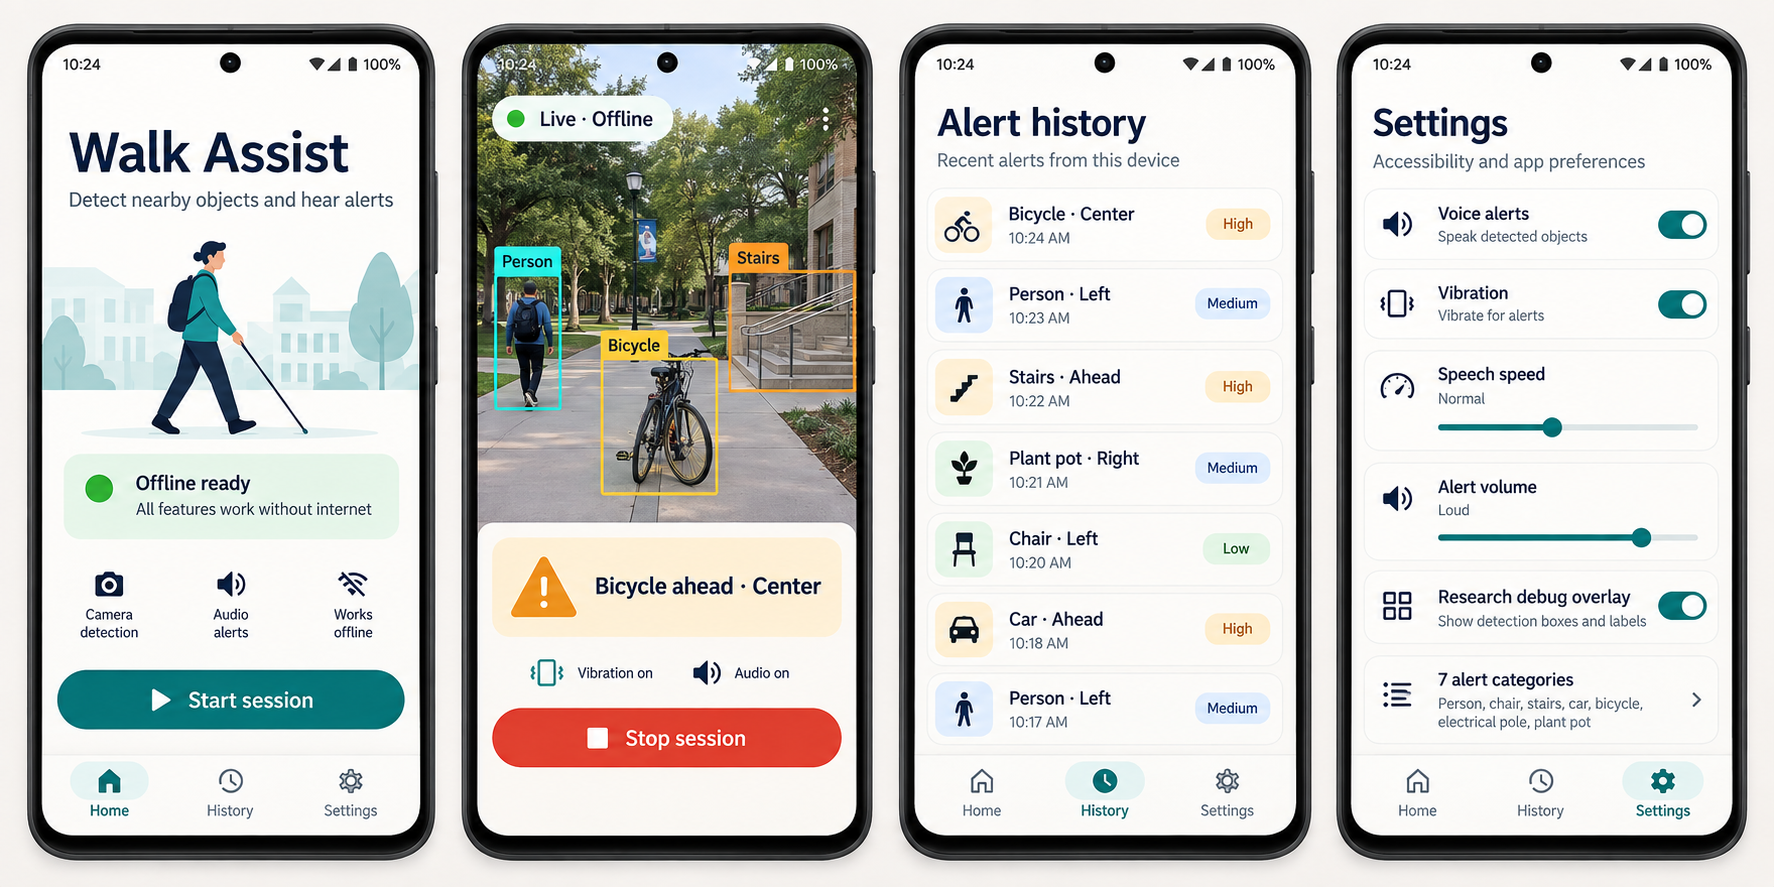 10:24
100%
Walk Assist
Detect nearby objects and hear alerts
Offline ready
All features work without internet
Camera
detection
Audio
alerts
Works
offline
Start session
Home
History
Settings
10:24
100%
Live · Offline
Person
Stairs
Bicycle
Bicycle ahead · Center
Vibration on
Audio on
Stop session
10:24
100%
Alert history
Recent alerts from this device
Bicycle · Center
10:24 AM
High
Person · Left
10:23 AM
Medium
Stairs · Ahead
10:22 AM
High
Plant pot · Right
10:21 AM
Medium
Chair · Left
10:20 AM
Low
Car · Ahead
10:18 AM
High
Person · Left
10:17 AM
Medium
Home
History
Settings
10:24
100%
Settings
Accessibility and app preferences
Voice alerts
Speak detected objects
Vibration
Vibrate for alerts
Speech speed
Normal
Alert volume
Loud
Research debug overlay
Show detection boxes and labels
7 alert categories
Person, chair, stairs, car, bicycle,
electrical pole, plant pot
Home
History
Settings